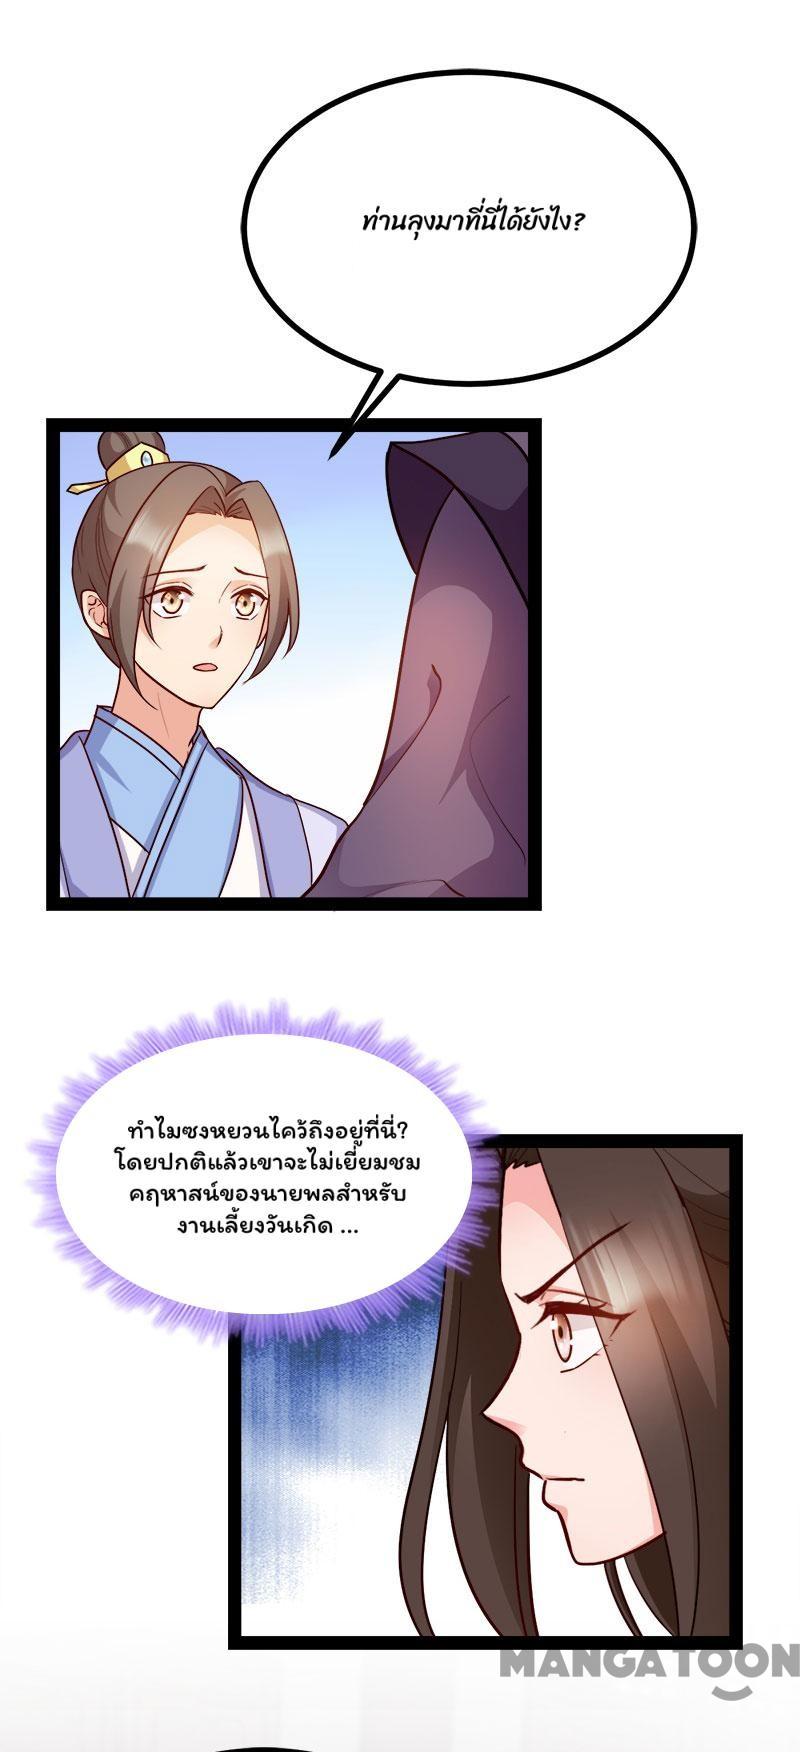 ท่านลุงมาที่นี่ได้ยังไง?
ทำไมซงหยวนไคว้ถึงอยู่ที่นี่?
โดยปกติแล้วเขาจะไม่เยี่ยมชม
คฤหาสน์ของนายพลสำหรับ
งานเลี้ยงวันเกิด ...
MANGATOON